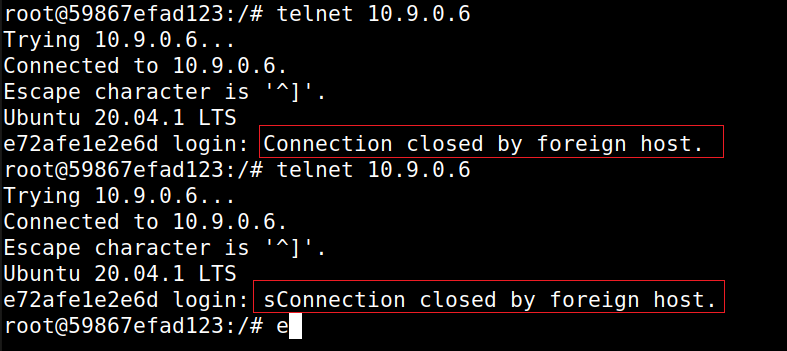 root@59867efad123:/# telnet 10.9.0.6
Trying 10.9.0.6...
Connected to 10.9.0.6.
Escape character is '^]'.
Ubuntu 20.04.1 LTS
e72afe1e2e6d login: Connection closed by foreign host.
root@59867efad123:/# telnet 10.9.0.6
Trying 10.9.0.6...
Connected to 10.9.0.6.
Escape character is '^]'.
Ubuntu 20.04.1 LTS
e72afe1e2e6d login: sConnection closed by foreign host.
root@59867efad123:/# e